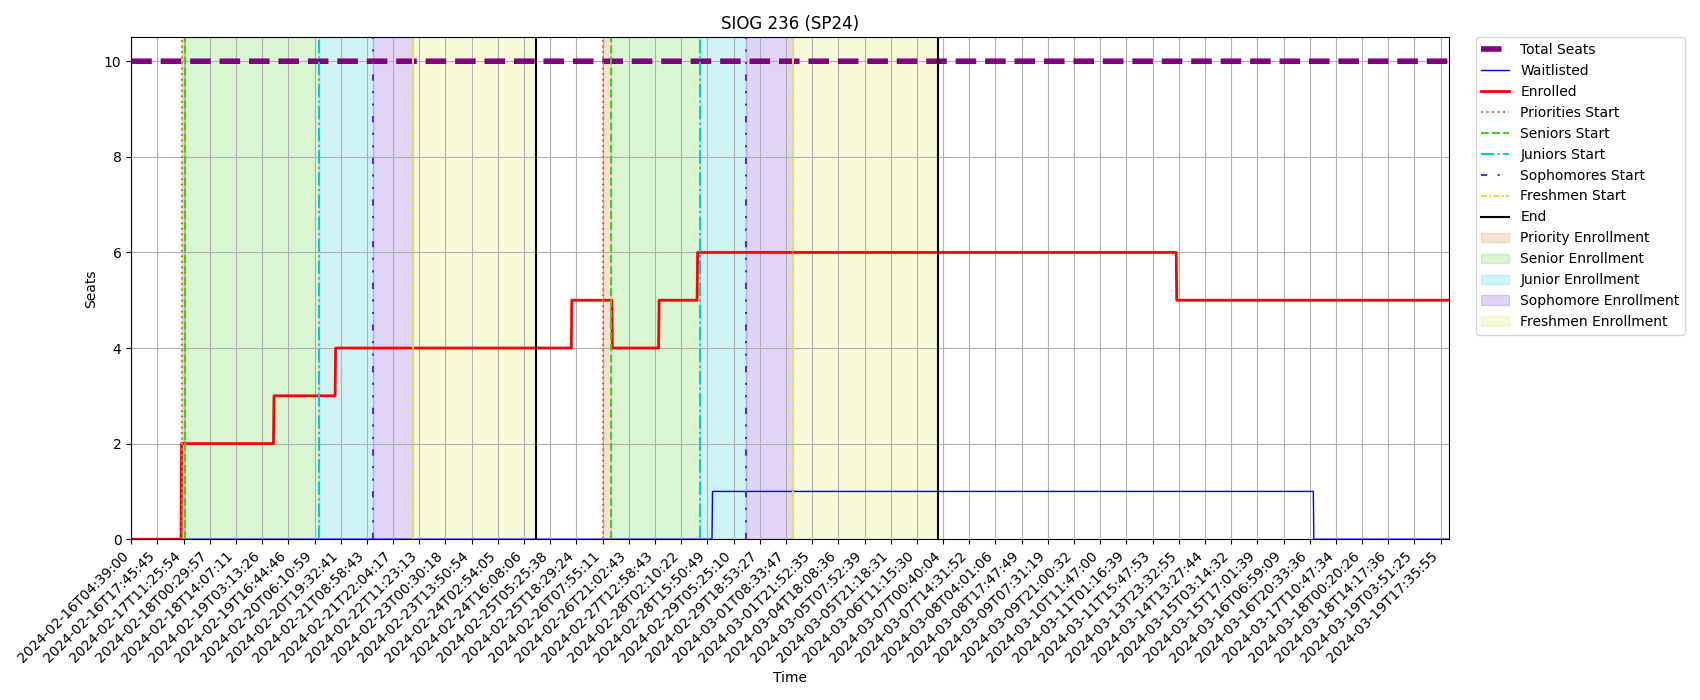 SIOG 236 (SP24)
Seats
10
8
6
4
2
0
2024-02-16T04:39:00
2024-02-16T17:45:45
2024-02-17T11:25:54
2024-02-18T00:29:57
2024-02-18T14:07:11
2024-02-19T03:13:26
2024-02-19T16:44:46
2024-02-20T06:10:59
2024-02-20T19:32:41
2024-02-21T08:58:43
2024-02-21T22:04:17
2024-02-22T11:23:13
2024-02-23T00:30:18
2024-02-23T13:50:54
2024-02-24T02:54:05
2024-02-24T16:08:06
2024-02-25T05:25:38
2024-02-25T18:29:24
2024-02-26T07:55:11
2024-02-26T21:02:43
2024-02-27T12:58:43
2024-02-28T02:10:22
2024-02-28T15:50:49
2024-02-29T05:25:10
2024-02-29T18:53:27
2024-03-01T08:33:47
2024-03-01T21:52:35
2024-03-04T18:08:36
2024-03-05T07:52:39
2024-03-05T21:18:31
2024-03-06T11:15:30
2024-03-07T00:40:04
2024-03-07T14:31:52
2024-03-08T04:01:06
2024-03-08T17:47:49
2024-03-09T07:31:19
2024-03-09T21:00:32
2024-03-10T11:47:00
2024-03-11T01:16:39
2024-03-11T15:47:53
2024-03-13T23:32:55
2024-03-14T13:27:44
2024-03-15T03:14:32
2024-03-15T17:01:39
2024-03-16T06:59:09
2024-03-16T20:33:36
2024-03-17T10:47:34
2024-03-18T00:20:26
2024-03-18T14:17:36
2024-03-19T03:51:25
2024-03-19T17:35:55
Time
Total Seats
Waitlisted
Enrolled
Priorities Start
Seniors Start
Juniors Start
Sophomores Start
Freshmen Start
End
Priority Enrollment
Senior Enrollment
Junior Enrollment
Sophomore Enrollment
Freshmen Enrollment